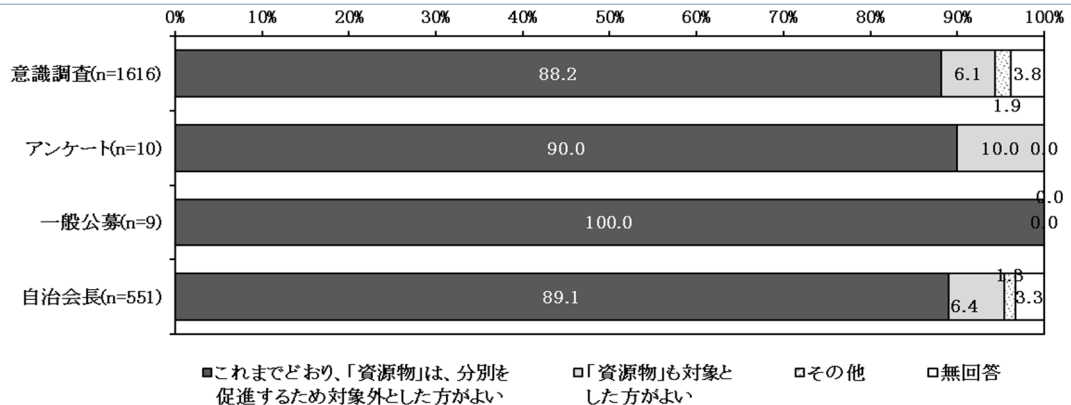 0% 10% 20% 30% 40% 50% 60% 70% 80% 90% 100%
意識調査(n=1616) 88.2 6.1 3.8
1.9
アンケート(n=10) 90.0 10.0 0.0
0.0
一般公募(n=9) 100.0 0.0
1.3
自治会長(n=551) 89.1 6.4 3.3
■これまでどおり、「資源物」は、分別を促進するため対象外とした方がよい
□「資源物」も対象とした方がよい
□その他
□無回答